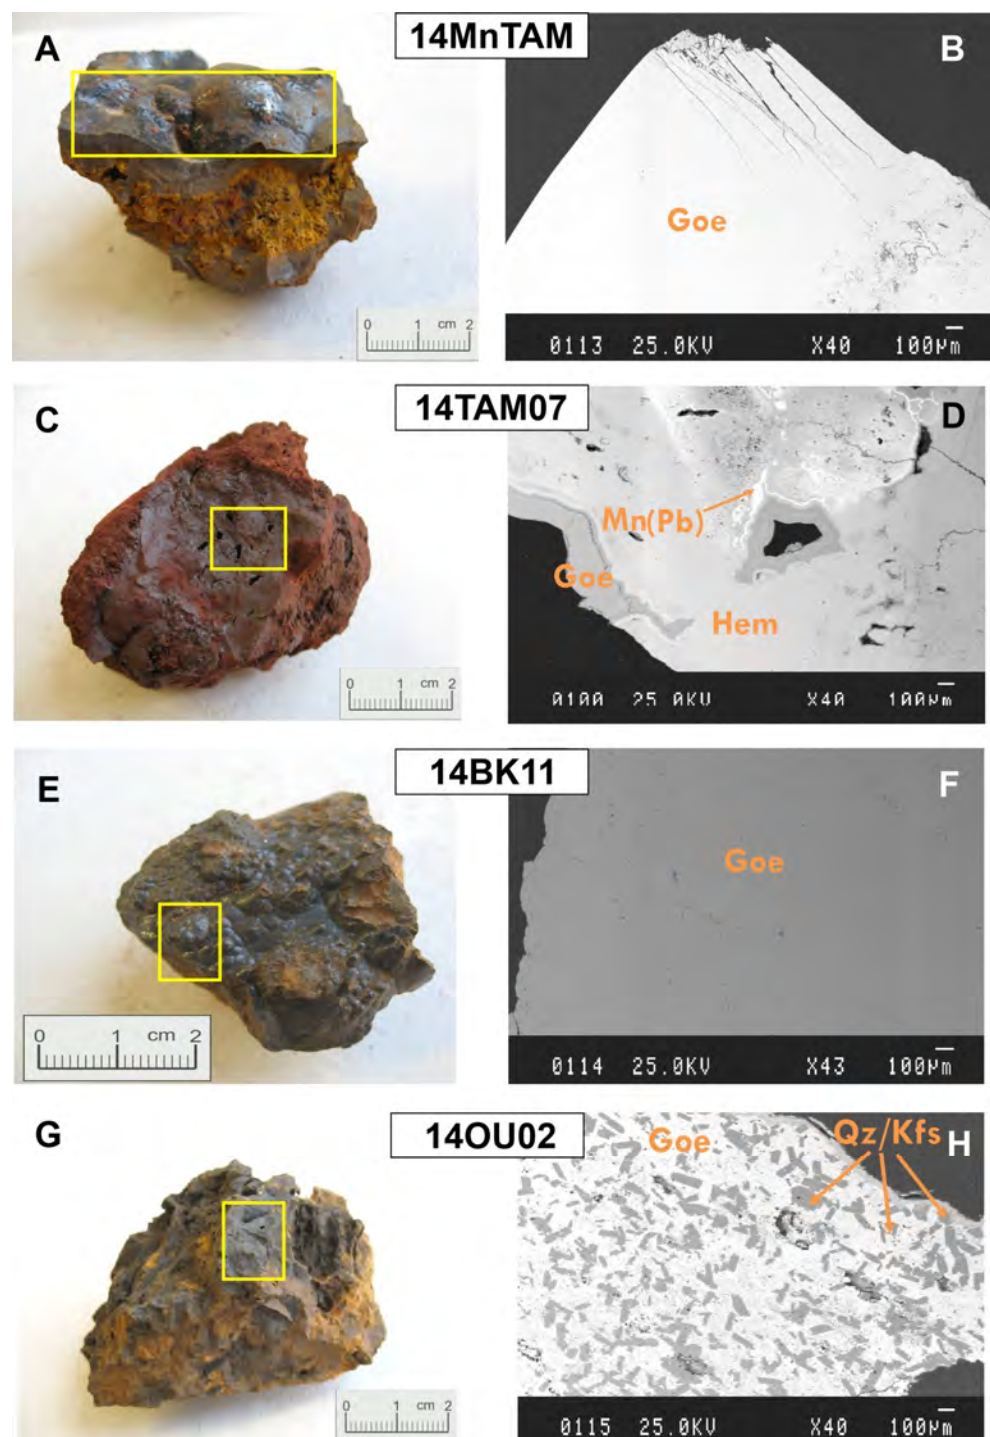 14MnTAM
A
B
Goe
0 1 cm 2
0113 25.0KV X40 100µm
14TAM07
C
D
Mn(Pb)
Goe
Hem
0 1 cm 2
0100 25.0KV X40 100µm
14BK11
E
F
Goe
0 1 cm 2
0114 25.0KV X43 100µm
14OU02
G
Goe
Qz/Kfs
H
0 1 cm 2
0115 25.0KV X40 100µm